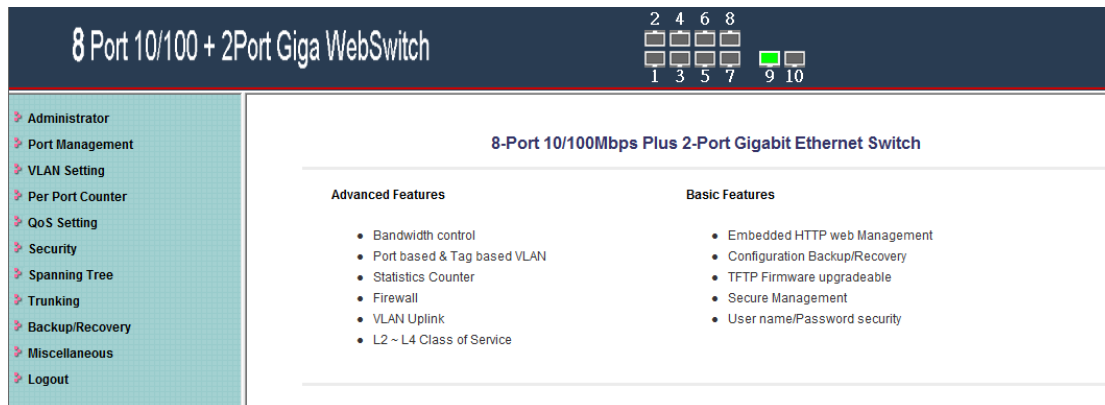 8 Port 10/100 + 2Port Giga WebSwitch
2 4 6 8
1 3 5 7 9 10
Administrator
Port Management
VLAN Setting
Per Port Counter
QoS Setting
Security
Spanning Tree
Trunking
Backup/Recovery
Miscellaneous
Logout
8-Port 10/100Mbps Plus 2-Port Gigabit Ethernet Switch
Advanced Features
Bandwidth control
Port based & Tag based VLAN
Statistics Counter
Firewall
VLAN Uplink
L2 ~ L4 Class of Service
Basic Features
Embedded HTTP web Management
Configuration Backup/Recovery
TFTP Firmware upgradeable
Secure Management
User name/Password security